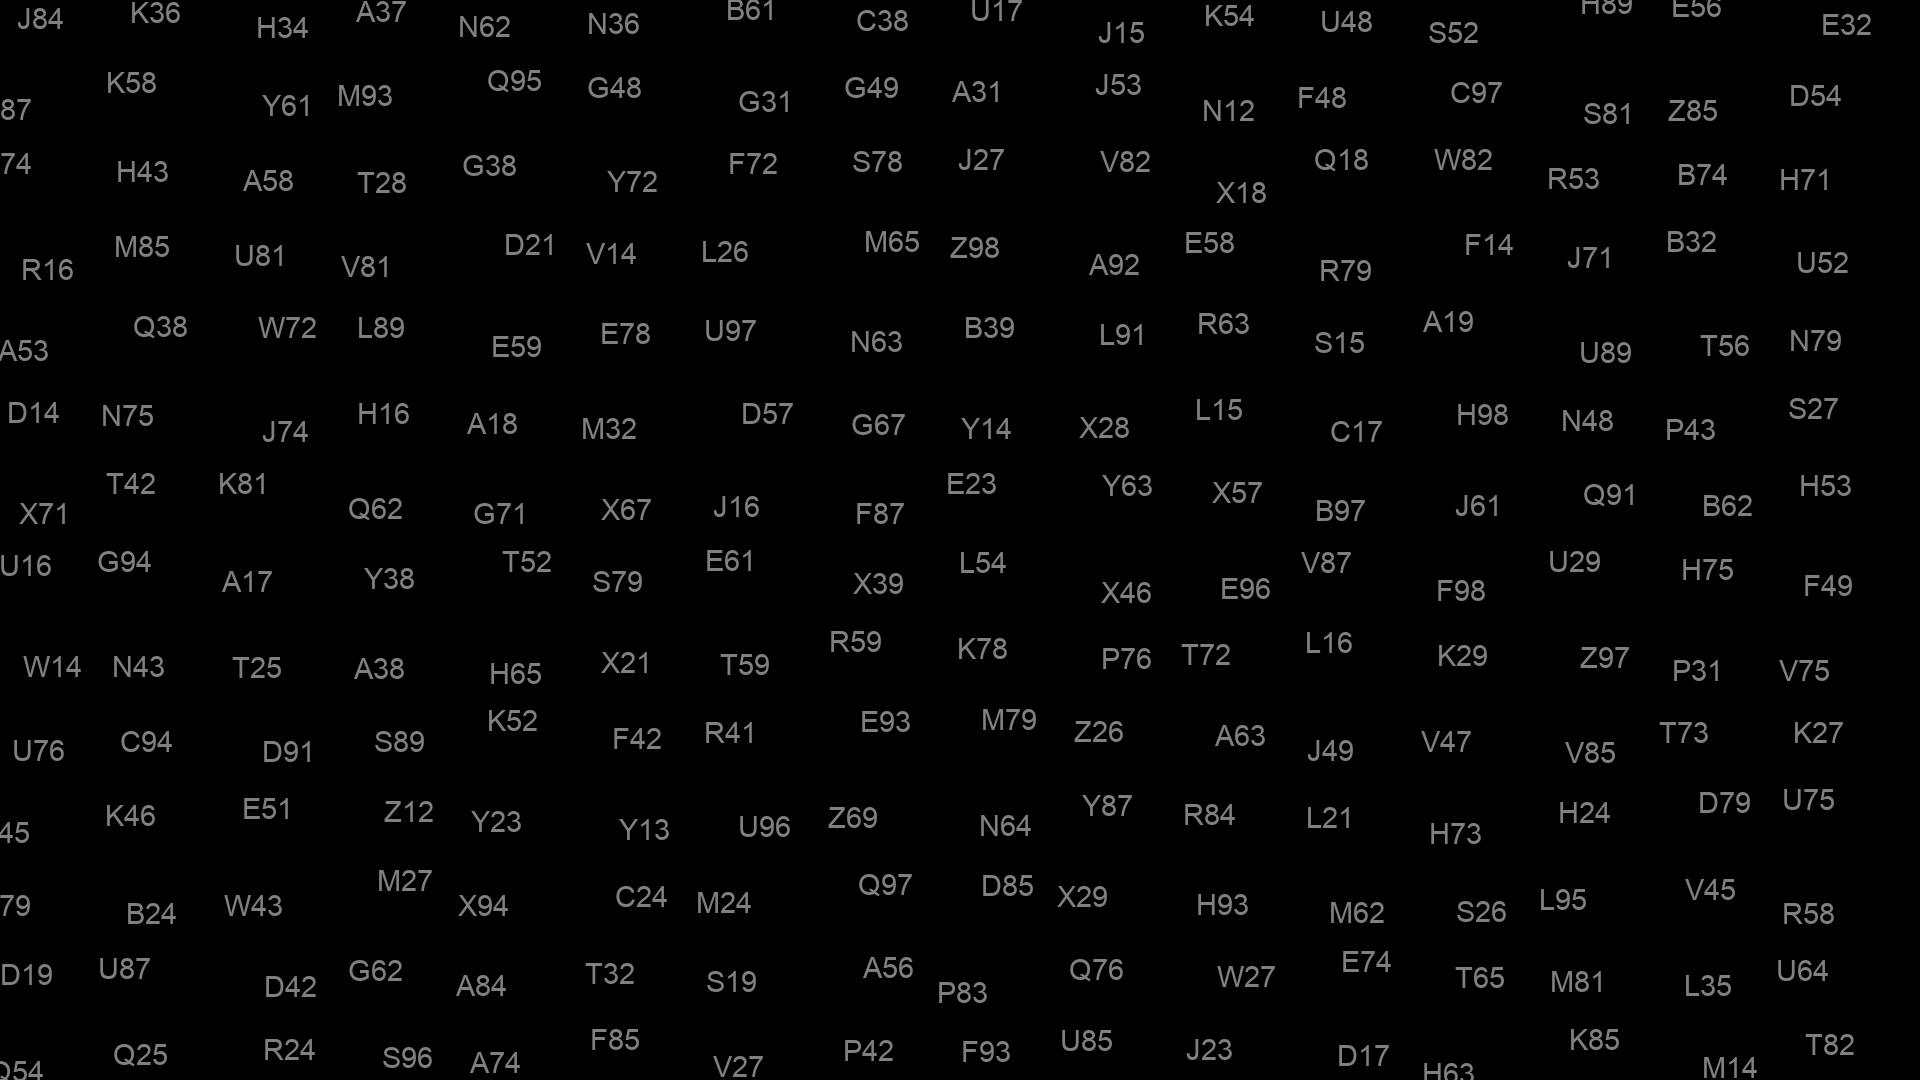 J84 K36 H34 A37 N62 N36 B61 C38 U17 J15 K54 U48 S52 H89 E56 E32
87 K58 Y61 M93 Q95 G48 G31 G49 A31 J53 N12 F48 C97 S81 Z85 D54
74 H43 A58 T28 G38 Y72 F72 S78 J27 V82 X18 Q18 W82 R53 B74 H71
R16 M85 U81 V81 D21 V14 L26 M65 Z98 A92 E58 R79 F14 J71 B32 U52
A53 Q38 W72 L89 E59 E78 U97 N63 B39 L91 R63 S15 A19 U89 T56 N79
D14 N75 J74 H16 A18 M32 D57 G67 Y14 X28 L15 C17 H98 N48 P43 S27
X71 T42 K81 Q62 G71 X67 J16 F87 E23 Y63 X57 B97 J61 Q91 B62 H53
U16 G94 A17 Y38 T52 S79 E61 X39 L54 X46 E96 V87 F98 U29 H75 F49
W14 N43 T25 A38 H65 X21 T59 R59 K78 P76 T72 L16 K29 Z97 P31 V75
U76 C94 D91 S89 K52 F42 R41 E93 M79 Z26 A63 J49 V47 V85 T73 K27
45 K46 E51 Z12 Y23 Y13 U96 Z69 N64 Y87 R84 L21 H73 H24 D79 U75
79 B24 W43 M27 X94 C24 M24 Q97 D85 X29 H93 M62 S26 L95 V45 R58
D19 U87 D42 G62 A84 T32 S19 A56 P83 Q76 W27 E74 T65 M81 L35 U64
Q54 Q25 R24 S96 A74 F85 V27 P42 F93 U85 J23 D17 H63 K85 M14 T82